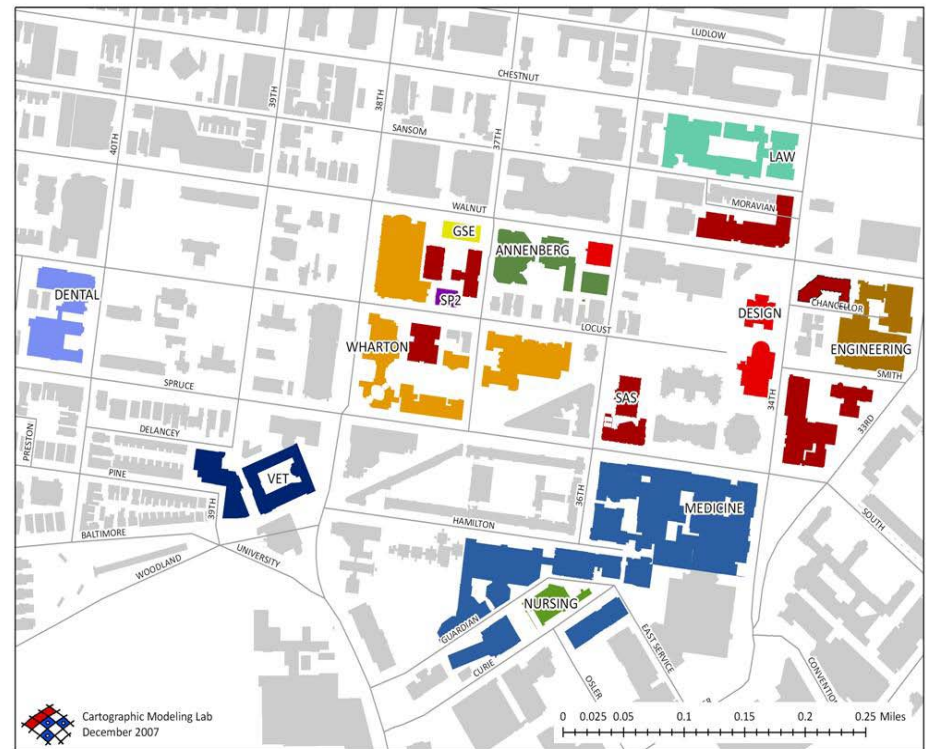 LUDLOW
CHESTNUT
39TH
38TH
SANSOM
40TH
37TH
LAW
WALNUT
MORAVIAN
GSE
ANNENBERG
DENTAL
SP2
DESIGN
CHANCELLOR
LOCUST
WHARTON
ENGINEERING
SMITH
SPRUCE
SAS
34TH
33RD
PRESTON
DELANCEY
PINE
VET
39TH
36TH
MEDICINE
HAMILTON
SOUTH
BALTIMORE
UNIVERSITY
WOODLAND
NURSING
GUARDIAN
CURIE
EAST SERVICE
OSLER
CONVENTION
Cartographic Modeling Lab
December 2007
0 0.025 0.05 0.1 0.15 0.2 0.25 Miles